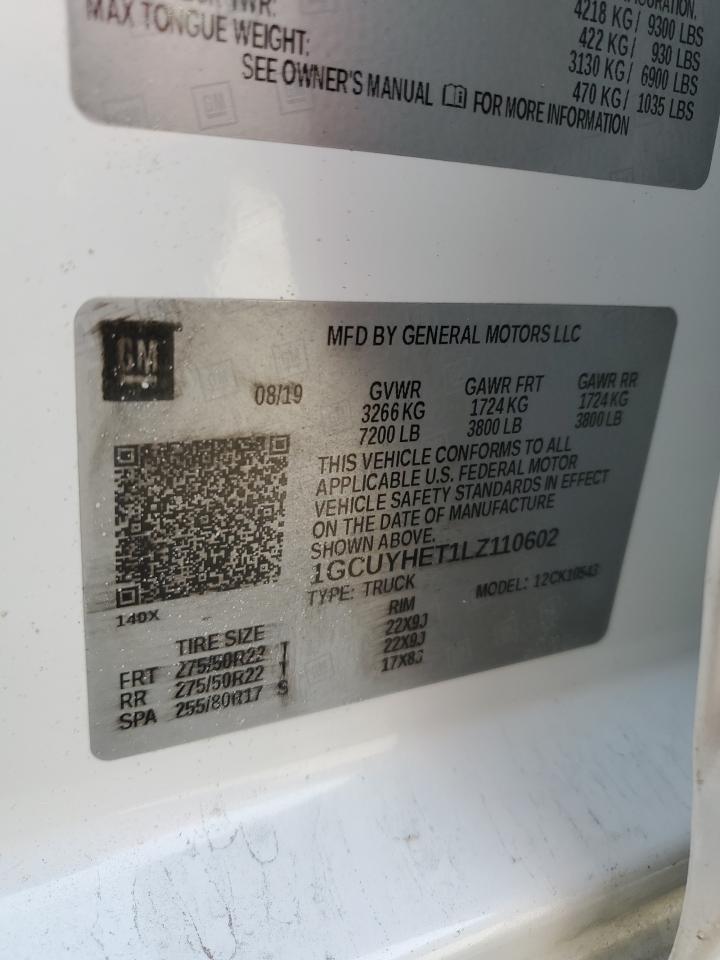 TWR:
MAX TONGUE WEIGHT:
4218 KG/ 9300 LBS
422 KG/ 930 LBS
3130 KG/ 6900 LBS
470 KG/ 1035 LBS
SEE OWNER'S MANUAL FOR MORE INFORMATION
GM
MFD BY GENERAL MOTORS LLC
08/19
GVWR GAWR FRT GAWR RR
3266 KG 1724 KG 1724 KG
7200 LB 3800 LB 3800 LB
THIS VEHICLE CONFORMS TO ALL
APPLICABLE U.S. FEDERAL MOTOR
VEHICLE SAFETY STANDARDS IN EFFECT
ON THE DATE OF MANUFACTURE
SHOWN ABOVE.
1GCUYHET1LZ110602
TYPE: TRUCK MODEL: 12CK10543
140X
TIRE SIZE RIM
FRT 275/50R22 T 22X9J
RR 275/50R22 T 22X9J
SPA 255/80R17 S 17X8J